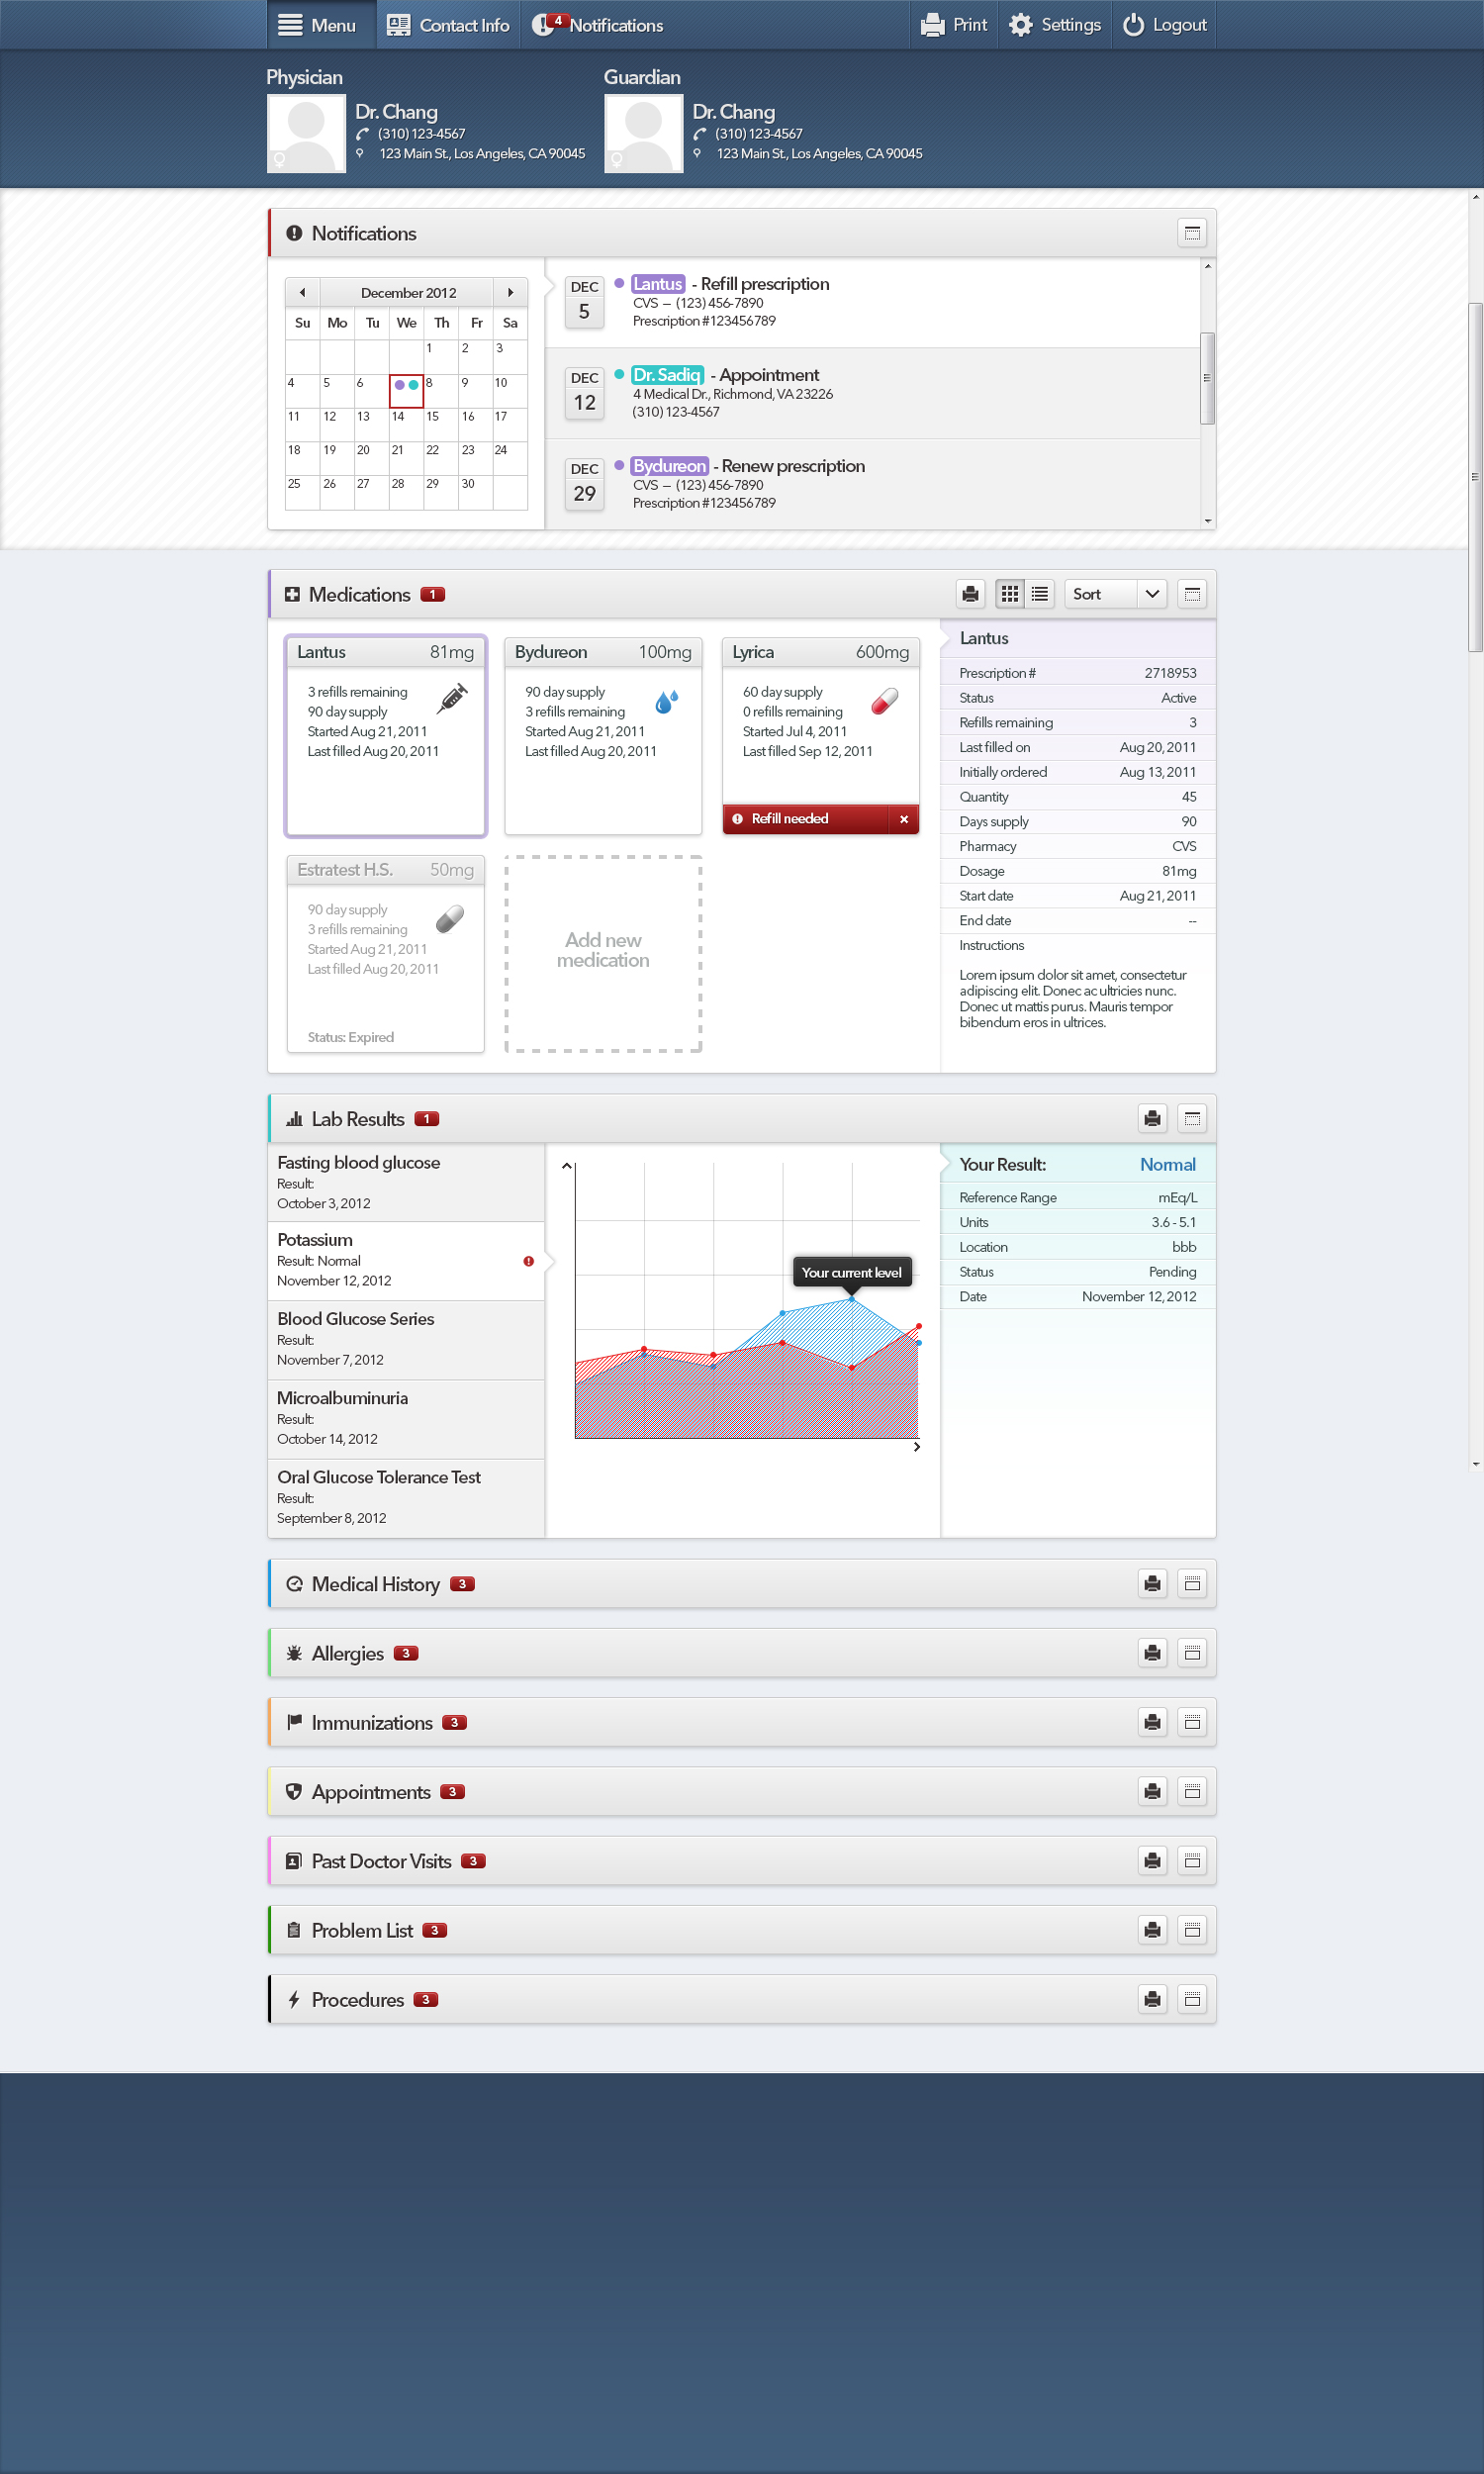 Menu
Contact Info
4
Notifications
Print
Settings
Logout
Physician
Dr. Chang
(310) 123-4567
123 Main St., Los Angeles, CA 90045
Guardian
Dr. Chang
(310) 123-4567
123 Main St., Los Angeles, CA 90045
Notifications
December 2012
Su Mo Tu We Th Fr Sa
1 2 3
4 5 6 8 9 10
11 12 13 14 15 16 17
18 19 20 21 22 23 24
25 26 27 28 29 30
DEC
5
Lantus - Refill prescription
CVS – (123) 456-7890
Prescription #123456789
DEC
12
Dr. Sadiq - Appointment
4 Medical Dr., Richmond, VA 23226
(310) 123-4567
DEC
29
Bydureon - Renew prescription
CVS – (123) 456-7890
Prescription #123456789
Medications 1
Sort
Lantus 81mg
3 refills remaining
90 day supply
Started Aug 21, 2011
Last filled Aug 20, 2011
Bydureon 100mg
90 day supply
3 refills remaining
Started Aug 21, 2011
Last filled Aug 20, 2011
Lyrica 600mg
60 day supply
0 refills remaining
Started Jul 4, 2011
Last filled Sep 12, 2011
Refill needed
Estratest H.S. 50mg
90 day supply
3 refills remaining
Started Aug 21, 2011
Last filled Aug 20, 2011
Status: Expired
Add new
medication
Lantus
Prescription # 2718953
Status Active
Refills remaining 3
Last filled on Aug 20, 2011
Initially ordered Aug 13, 2011
Quantity 45
Days supply 90
Pharmacy CVS
Dosage 81mg
Start date Aug 21, 2011
End date --
Instructions
Lorem ipsum dolor sit amet, consectetur
adipiscing elit. Donec ac ultricies nunc.
Donec ut mattis purus. Mauris tempor
bibendum eros in ultrices.
Lab Results 1
Fasting blood glucose
Result:
October 3, 2012
Potassium
Result: Normal
November 12, 2012
Blood Glucose Series
Result:
November 7, 2012
Microalbuminuria
Result:
October 14, 2012
Oral Glucose Tolerance Test
Result:
September 8, 2012
Your current level
Your Result: Normal
Reference Range mEq/L
Units 3.6 - 5.1
Location bbb
Status Pending
Date November 12, 2012
Medical History 3
Allergies 3
Immunizations 3
Appointments 3
Past Doctor Visits 3
Problem List 3
Procedures 3